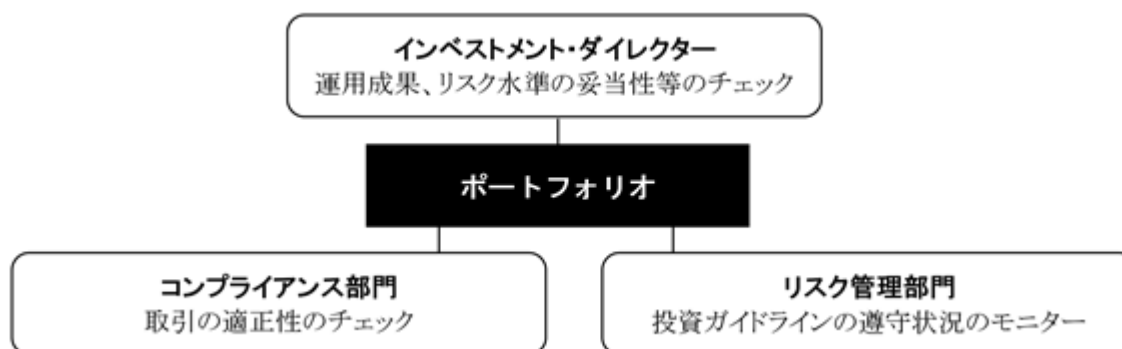 インベストメント・ダイレクター
運用成果、リスク水準の妥当性等のチェック
ポートフォリオ
コンプライアンス部門
取引の適正性のチェック
リスク管理部門
投資ガイドラインの遵守状況のモニター